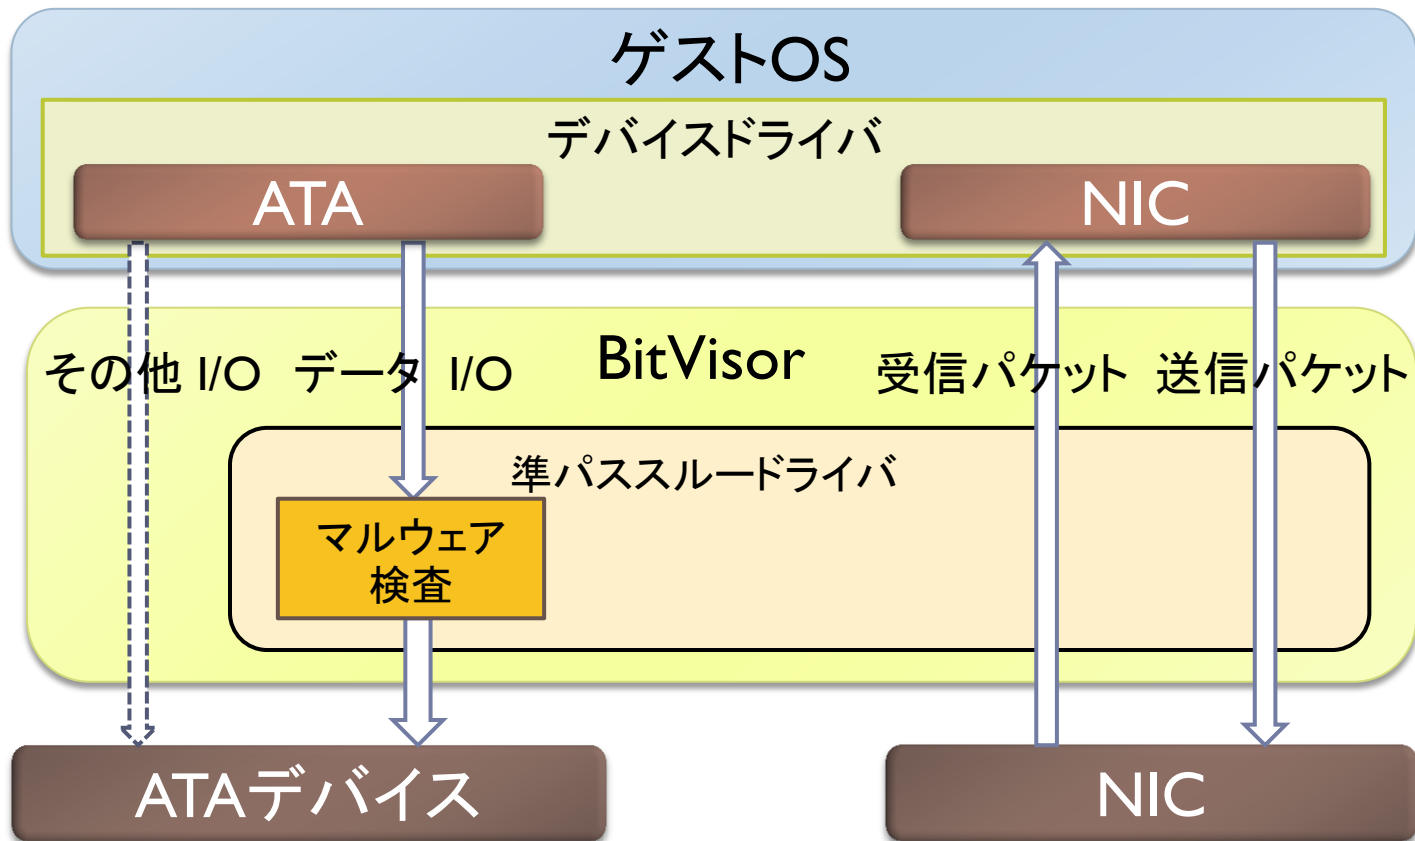 ゲストOS
デバイスドライバ
ATA
NIC
BitVisor
その他 I/O
データ I/O
受信パケット
送信パケット
準パススルードライバ
マルウェア
検査
ATAデバイス
NIC